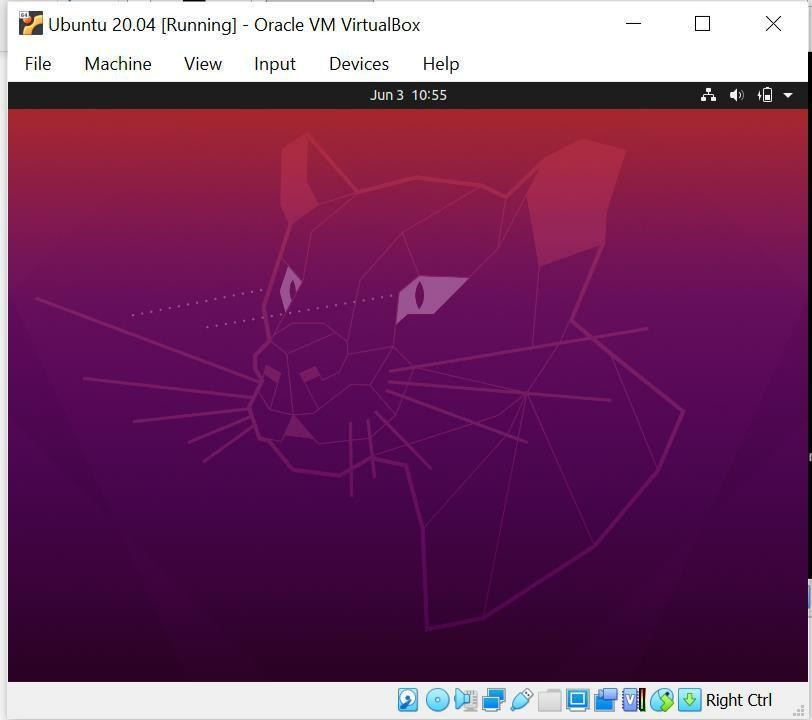 Ubuntu 20.04 [Running] - Oracle VM VirtualBox
File Machine View Input Devices Help
Jun 3 10:55
Right Ctrl